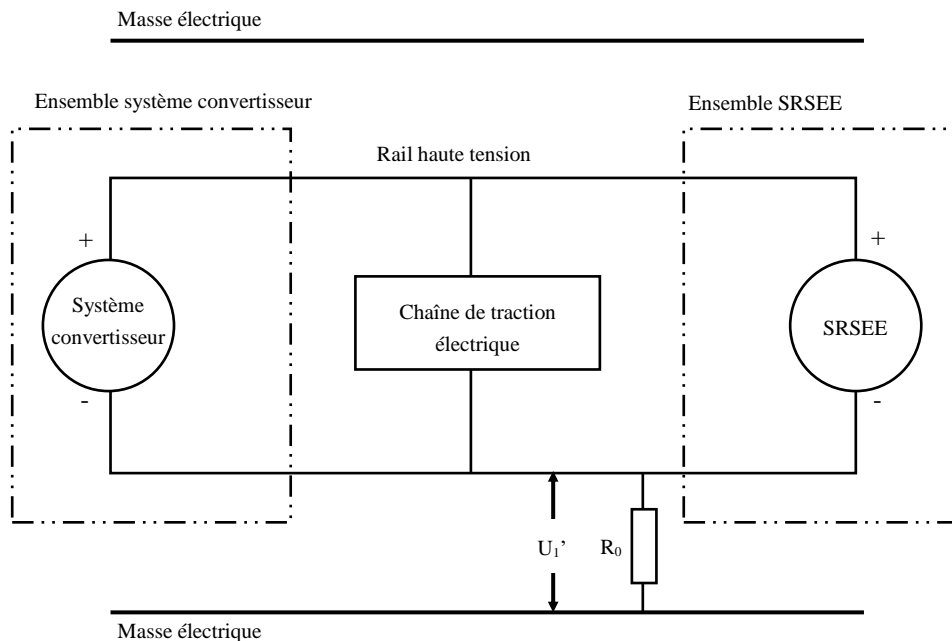 Masse électrique
Ensemble système convertisseur
Ensemble SRSEE
Rail haute tension
+
+
Système
convertisseur
Chaîne de traction
électrique
SRSEE
-
-
U₁’
R₀
Masse électrique